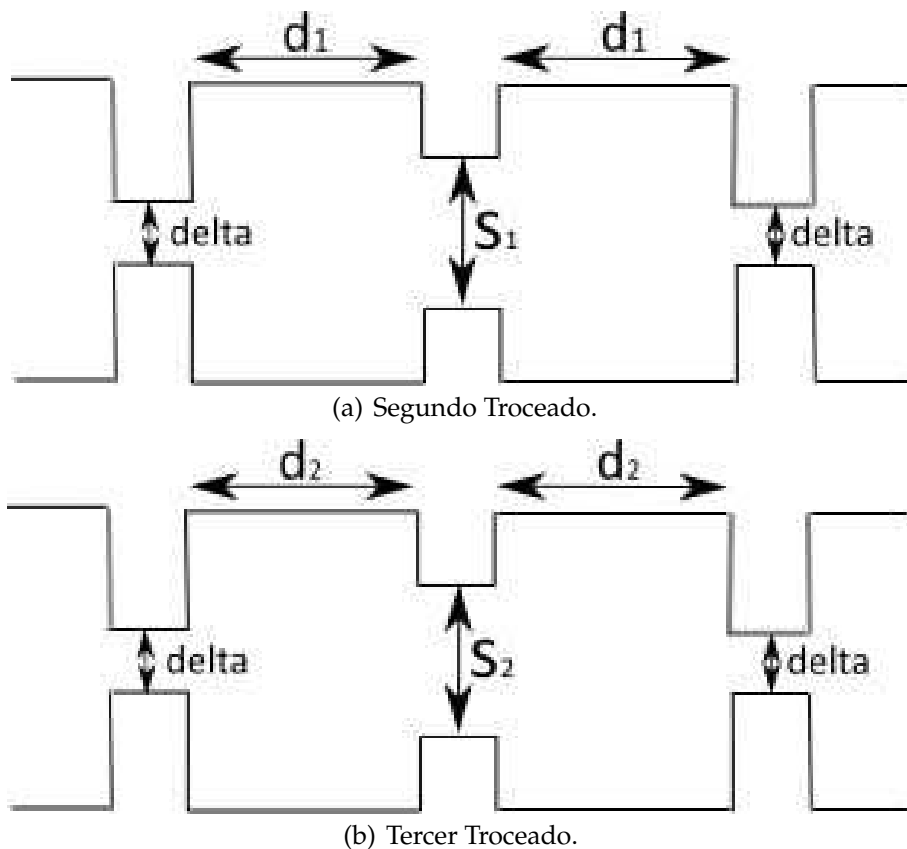 d1 d1
delta S1 delta
(a) Segundo Troceado.
d2 d2
delta S2 delta
(b) Tercer Troceado.